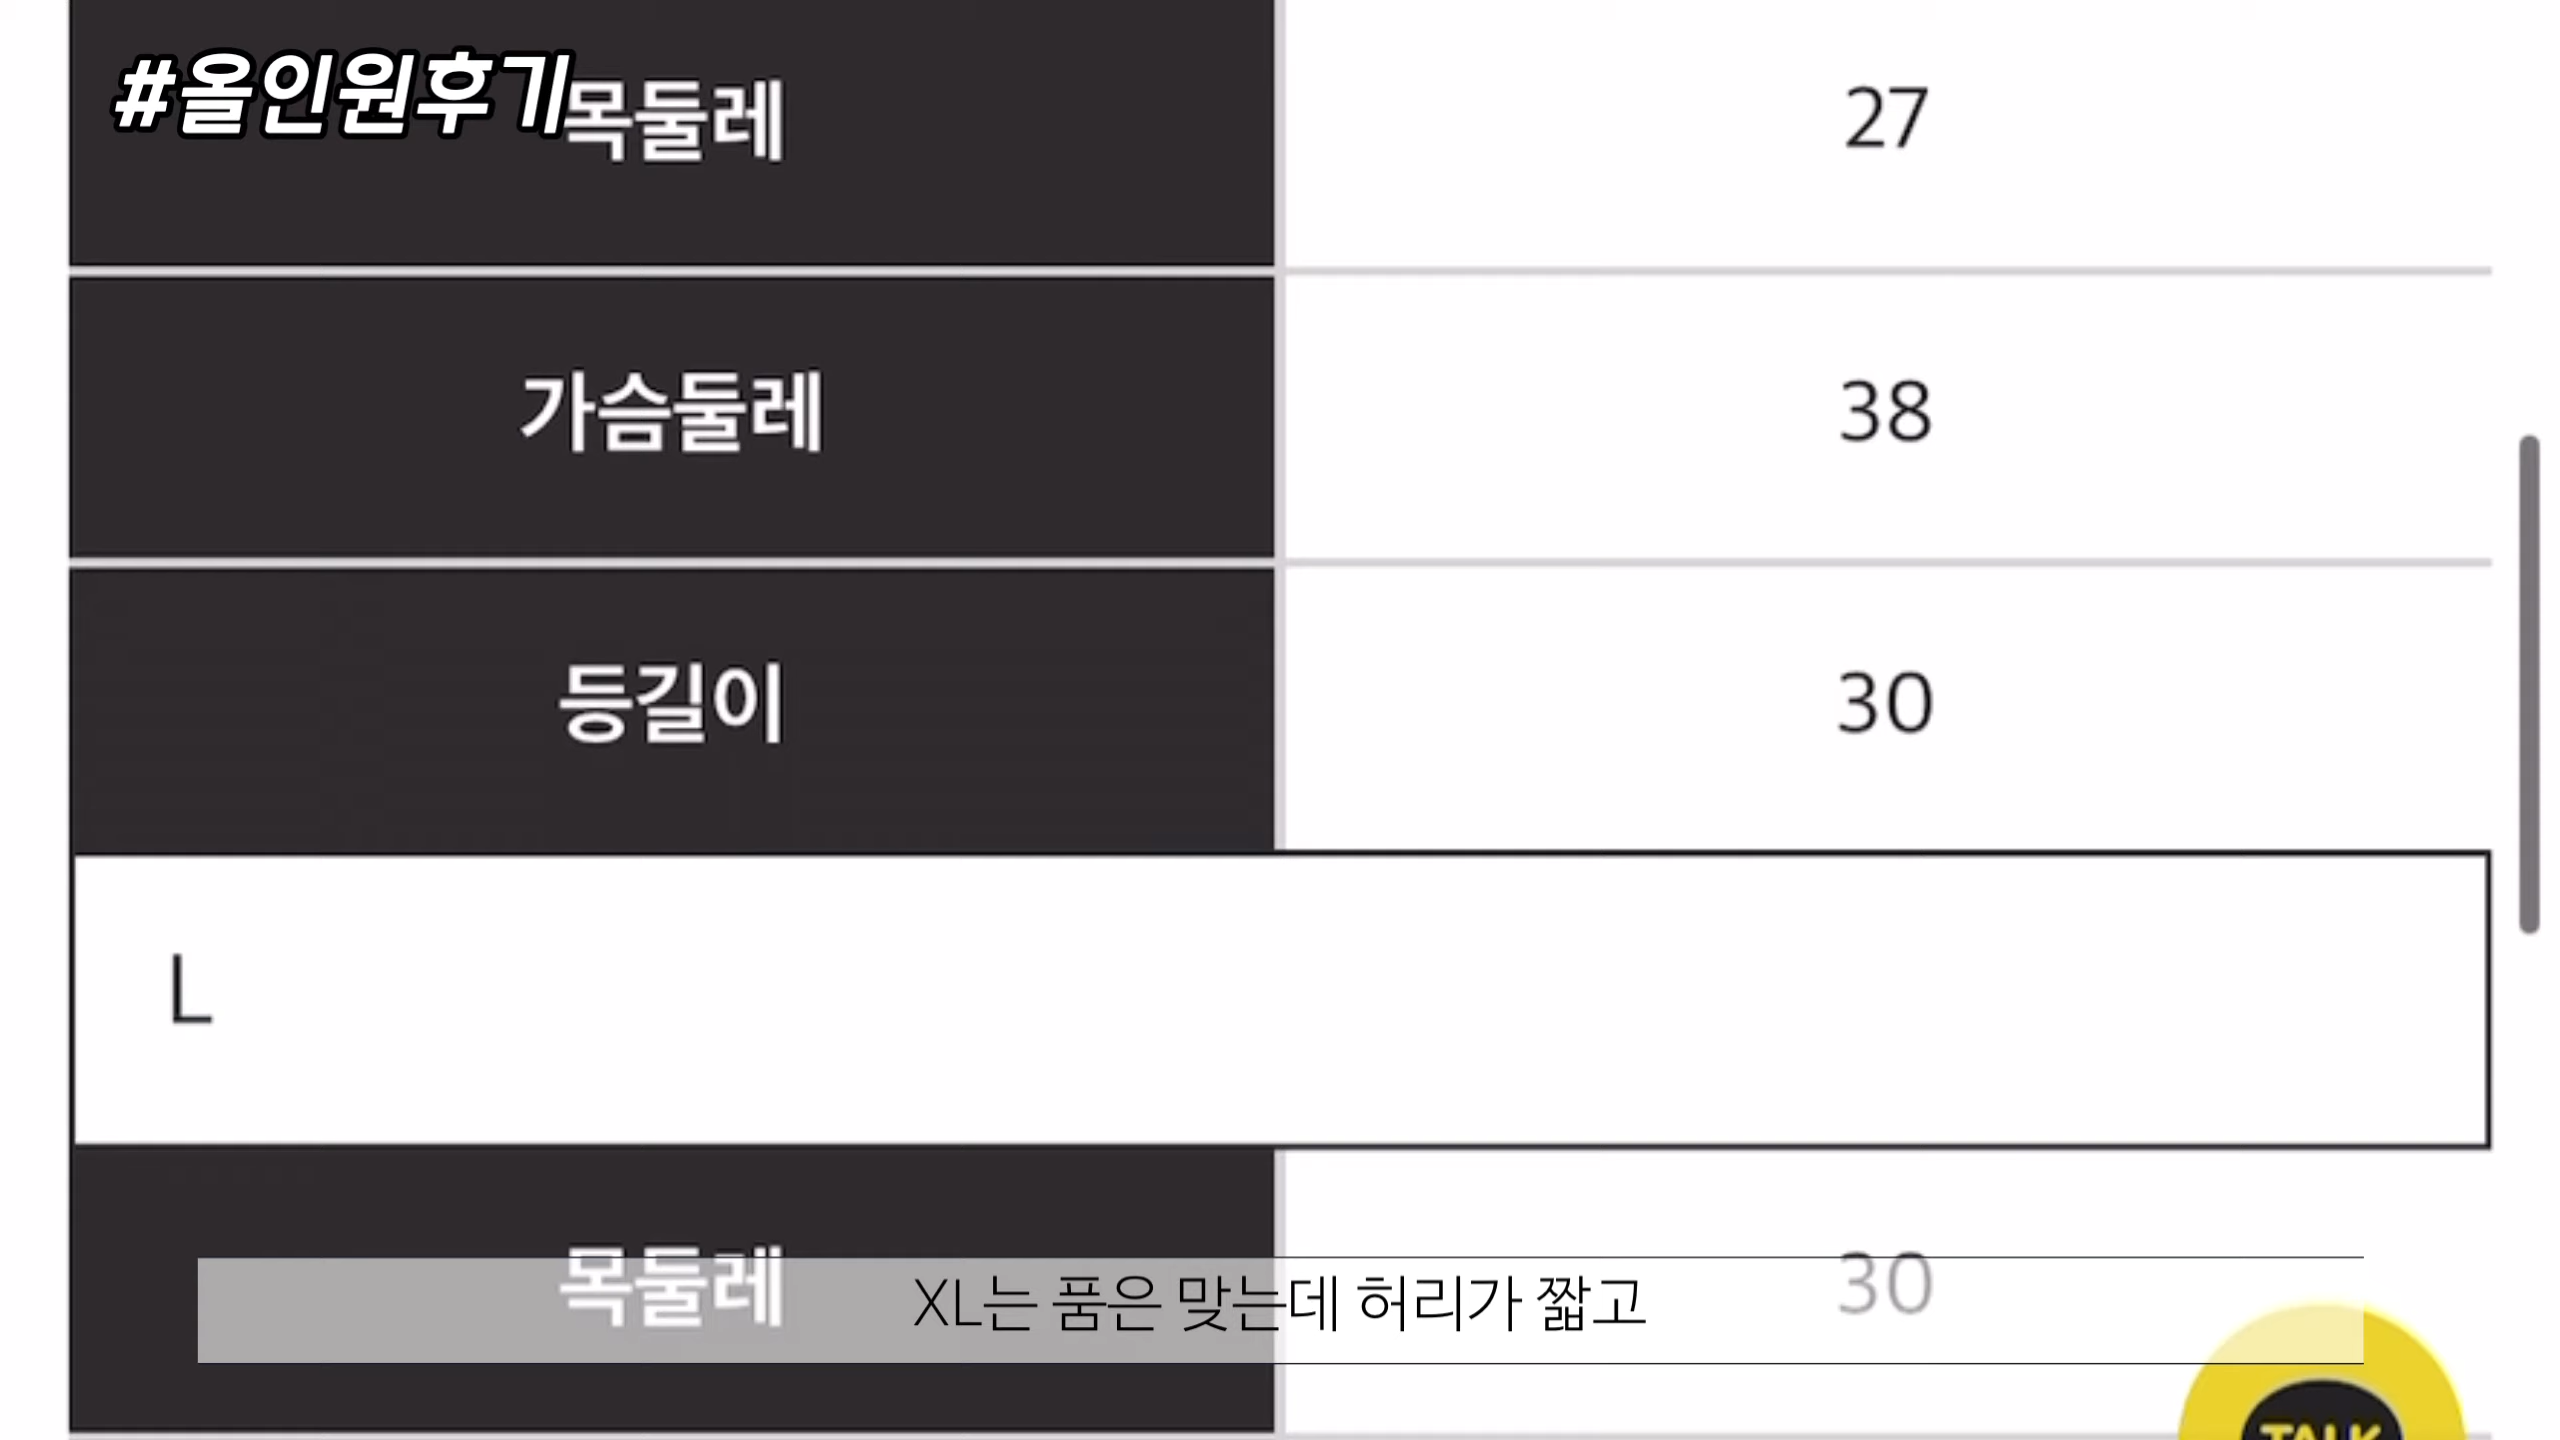 #올인원후기
목둘레 27
가슴둘레 38
등길이 30
L
목둘레 30
XL는 품은 맞는데 허리가 짧고
TALK